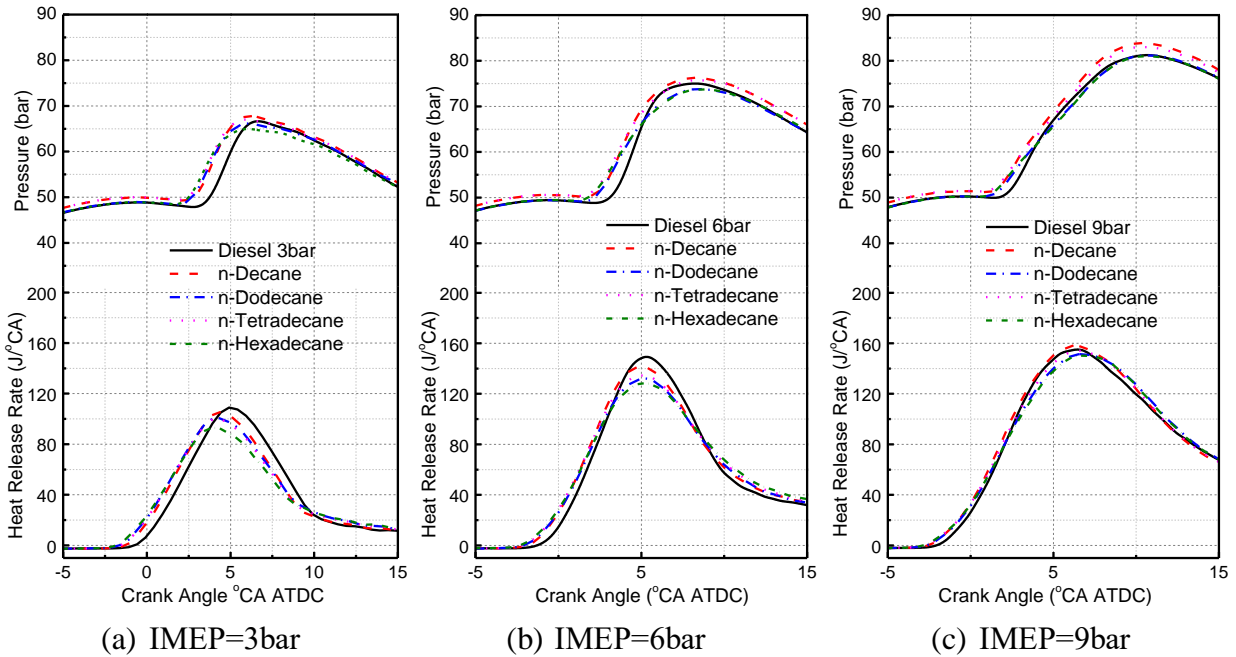 90
80
70
60
50
40
200
160
120
80
40
0
Pressure (bar)
Heat Release Rate (J/°CA)
Diesel 3bar
n-Decane
n-Dodecane
n-Tetradecane
n-Hexadecane
-5 0 5 10 15
Crank Angle °CA ATDC
(a) IMEP=3bar
90
80
70
60
50
40
200
160
120
80
40
0
Pressure (bar)
Heat Release Rate (J/°CA)
Diesel 6bar
n-Decane
n-Dodecane
n-Tetradecane
n-Hexadecane
-5 0 5 10 15
Crank Angle (°CA ATDC)
(b) IMEP=6bar
90
80
70
60
50
40
200
160
120
80
40
0
Pressure (bar)
Heat Release Rate (J/°CA)
Diesel 9bar
n-Decane
n-Dodecane
n-Tetradecane
n-Hexadecane
-5 0 5 10 15
Crank Angle (°CA ATDC)
(c) IMEP=9bar